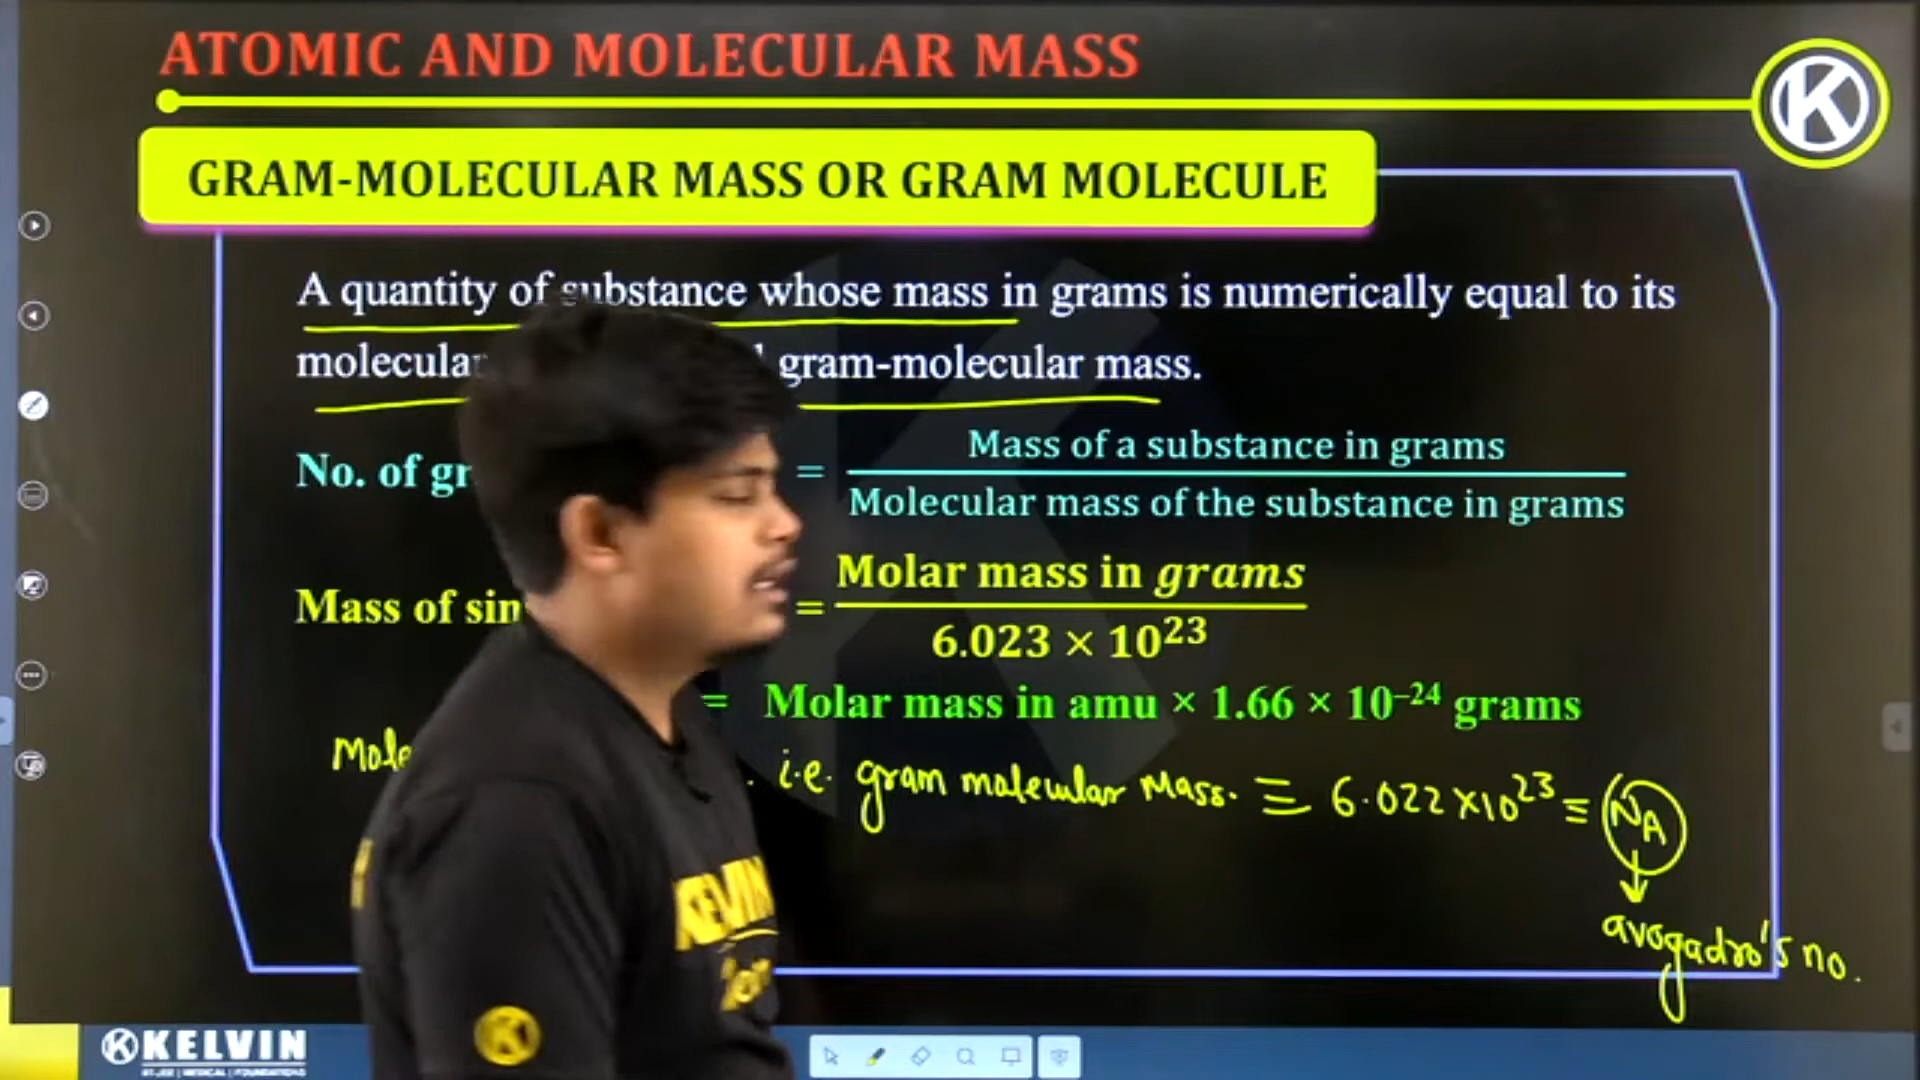 ATOMIC AND MOLECULAR MASS
GRAM-MOLECULAR MASS OR GRAM MOLECULE
A quantity of substance whose mass in grams is numerically equal to its
molecular gram-molecular mass.
No. of gr = Mass of a substance in grams
Molecular mass of the substance in grams
Mass of sin = Molar mass in grams
6.023 × 10²³
= Molar mass in amu × 1.66 × 10⁻²⁴ grams
Mole . i.e. gram molecular Mass. ≡ 6.022 × 10²³ ≡ NA
avogadro's no.
KELVIN
KELVIN